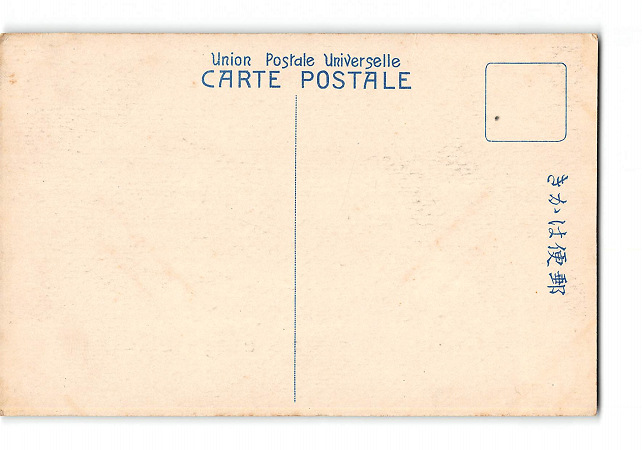 Union Postale Universelle
CARTE POSTALE
きかは便郵